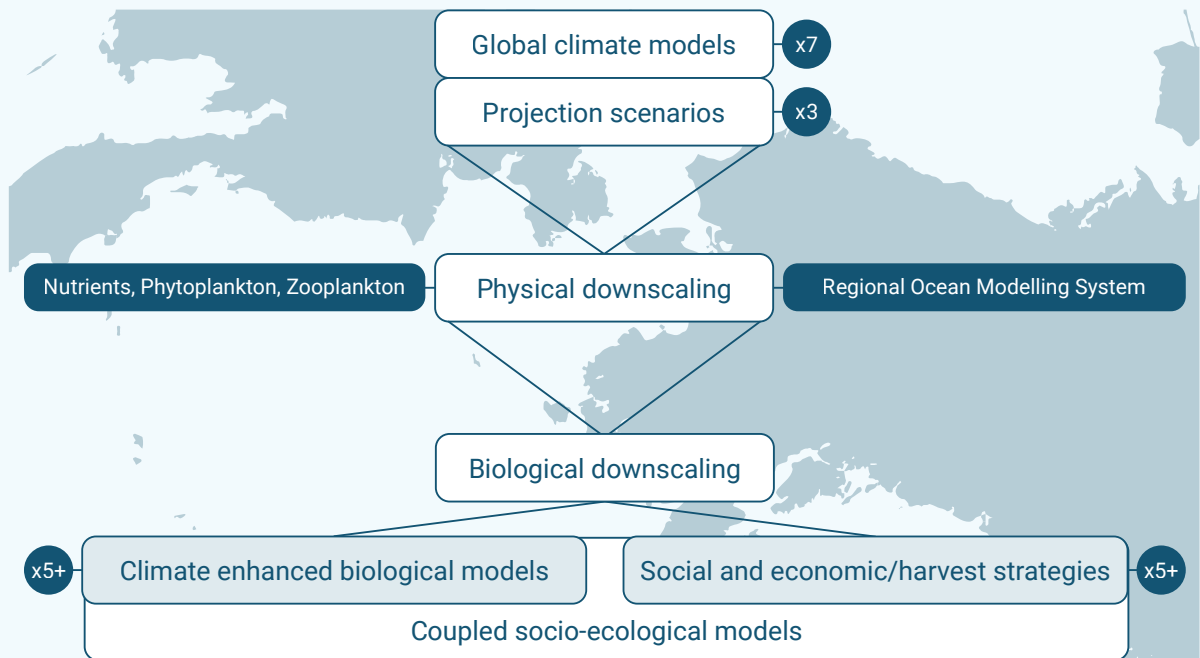 Global climate models
x7
Projection scenarios
x3
Nutrients, Phytoplankton, Zooplankton
Physical downscaling
Regional Ocean Modelling System
Biological downscaling
x5+
Climate enhanced biological models
Social and economic/harvest strategies
x5+
Coupled socio-ecological models